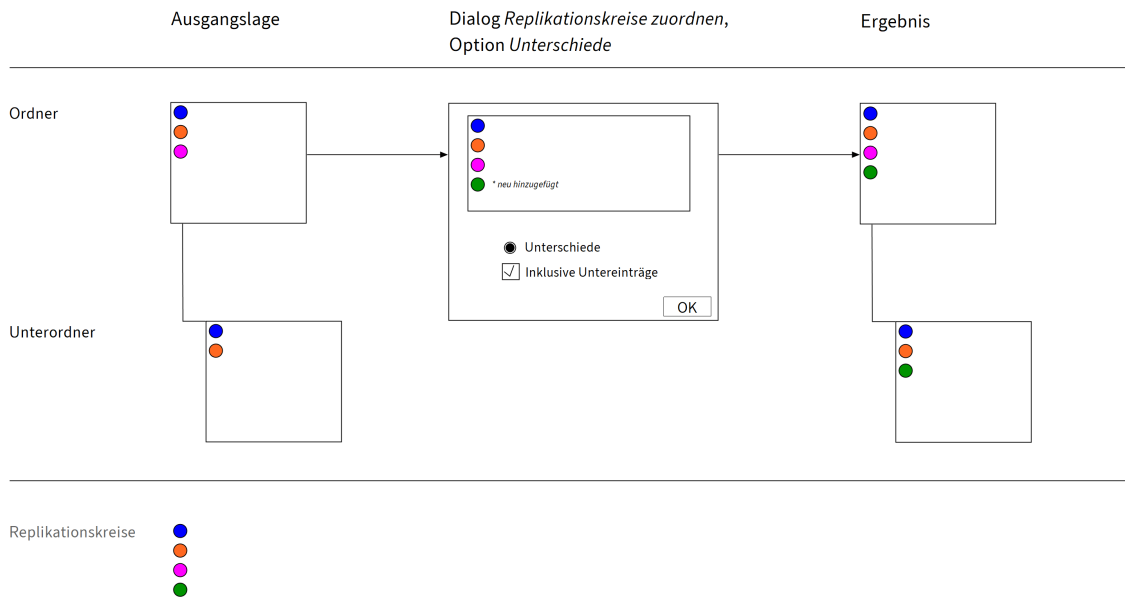 Ausgangslage
Dialog Replikationskreise zuordnen,
Option Unterschiede
Ergebnis
Ordner
* neu hinzugefügt
Unterschiede
Inklusive Untereinträge
OK
Unterordner
Replikationskreise